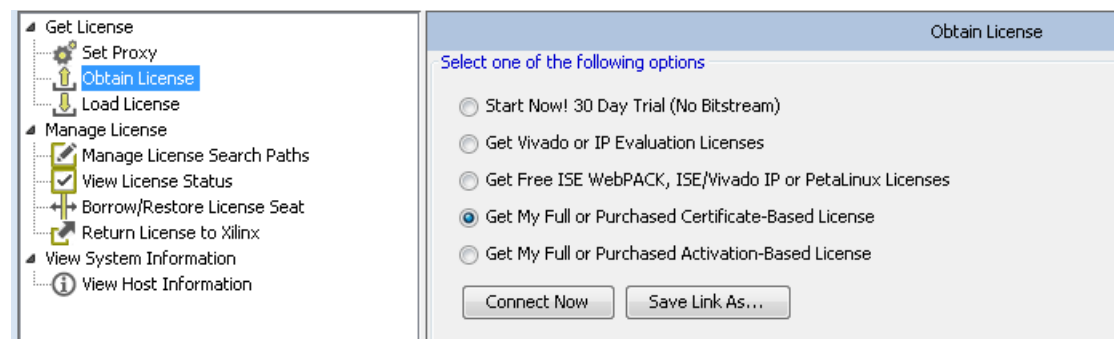 Get License
Set Proxy
Obtain License
Load License
Manage License
Manage License Search Paths
View License Status
Borrow/Restore License Seat
Return License to Xilinx
View System Information
View Host Information
Obtain License
Select one of the following options
Start Now! 30 Day Trial (No Bitstream)
Get Vivado or IP Evaluation Licenses
Get Free ISE WebPACK, ISE/Vivado IP or PetaLinux Licenses
Get My Full or Purchased Certificate-Based License
Get My Full or Purchased Activation-Based License
Connect Now
Save Link As...